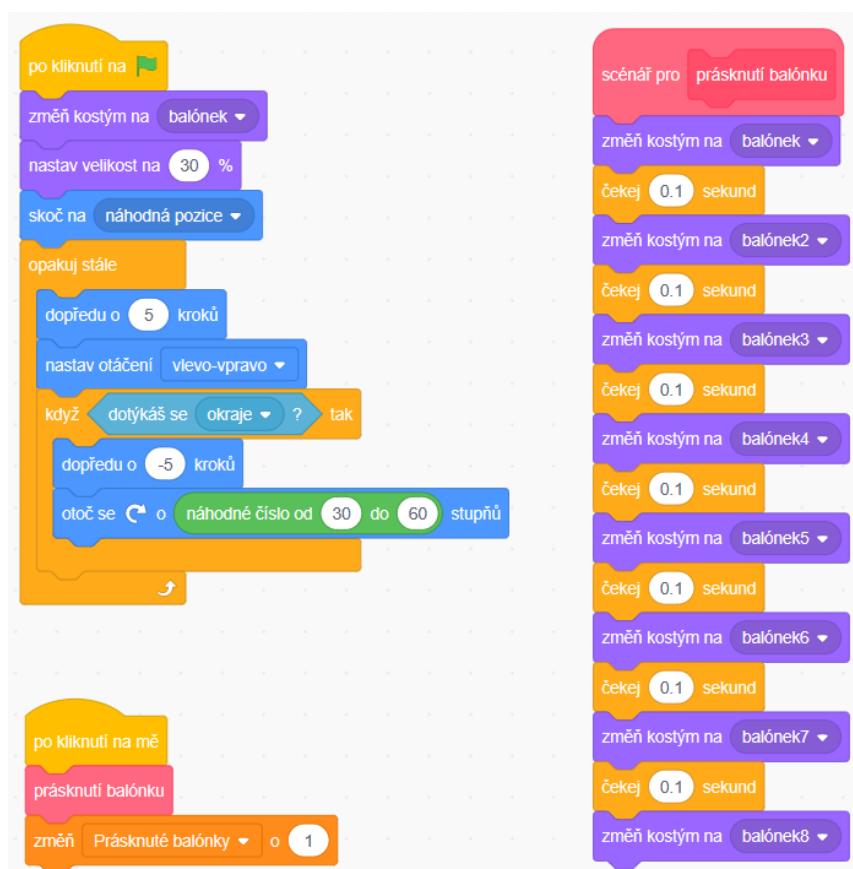 po kliknutí na
změň kostým na balónek
nastav velikost na 30 %
skoč na náhodná pozice
opakuj stále
dopředu o 5 kroků
nastav otáčení vlevo-vpravo
když dotýkáš se okraje ? tak
dopředu o -5 kroků
otoč se o náhodné číslo od 30 do 60 stupňů
po kliknutí na mě
prásknutí balónku
změň Prásknuté balónky o 1
scénář pro prásknutí balónku
změň kostým na balónek
čekej 0.1 sekund
změň kostým na balónek2
čekej 0.1 sekund
změň kostým na balónek3
čekej 0.1 sekund
změň kostým na balónek4
čekej 0.1 sekund
změň kostým na balónek5
čekej 0.1 sekund
změň kostým na balónek6
čekej 0.1 sekund
změň kostým na balónek7
čekej 0.1 sekund
změň kostým na balónek8